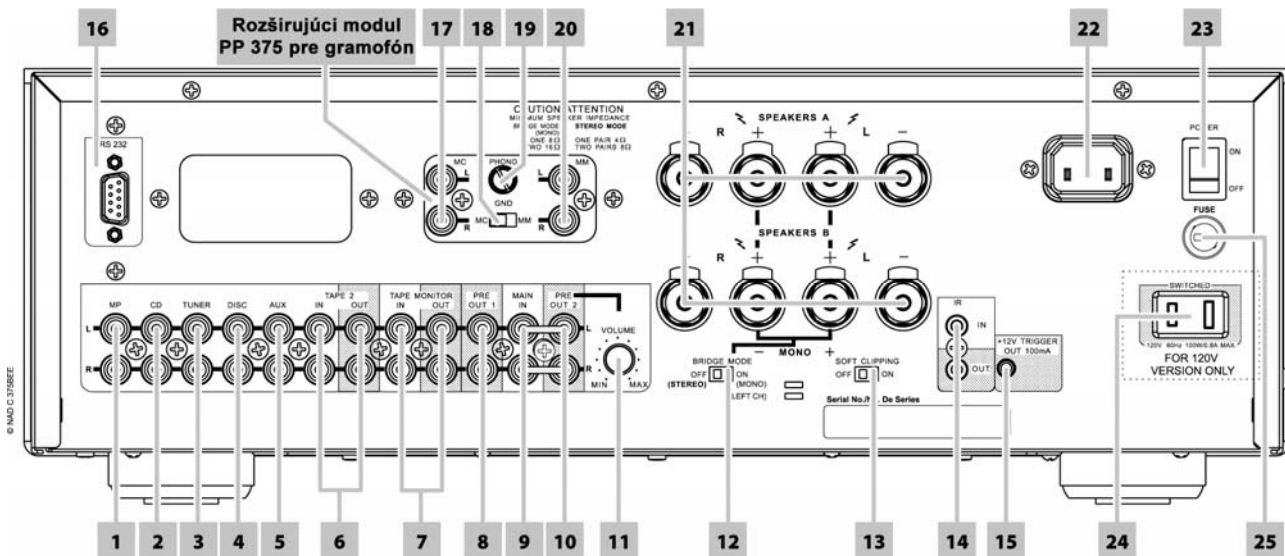 16
Rozširujúci modul
PP 375 pre gramofón
17
18
19
20
21
22
23
CAUTION ATTENTION
MINIMUM SPEAKER IMPEDANCE
BRIDGE MODE STEREO MODE
(MONO)
ONE 8Ω ONE PAIR 4Ω
TWO 16Ω TWO PAIRS 8Ω
RS 232
MC PHONO MM
L L
GND
MC MM
R R
SPEAKERS A
- R + + L -
SPEAKERS B
- R + + L -
- MONO +
POWER
ON
OFF
FUSE
SWITCHED
120V 60Hz 100W/0.8A MAX
FOR 120V
VERSION ONLY
MP CD TUNER DISC AUX TAPE 2 IN OUT TAPE MONITOR IN OUT PRE OUT 1 MAIN IN PRE OUT 2
L L
R R
VOLUME
MIN MAX
BRIDGE MODE
OFF ON
(STEREO) (MONO)
LEFT CH)
SOFT CLIPPING
OFF ON
IR
IN
OUT
+12V TRIGGER
OUT 100mA
Serial No./N. De Series
© NAD C 375BEE
1
2
3
4
5
6
7
8
9
10
11
12
13
14
15
24
25